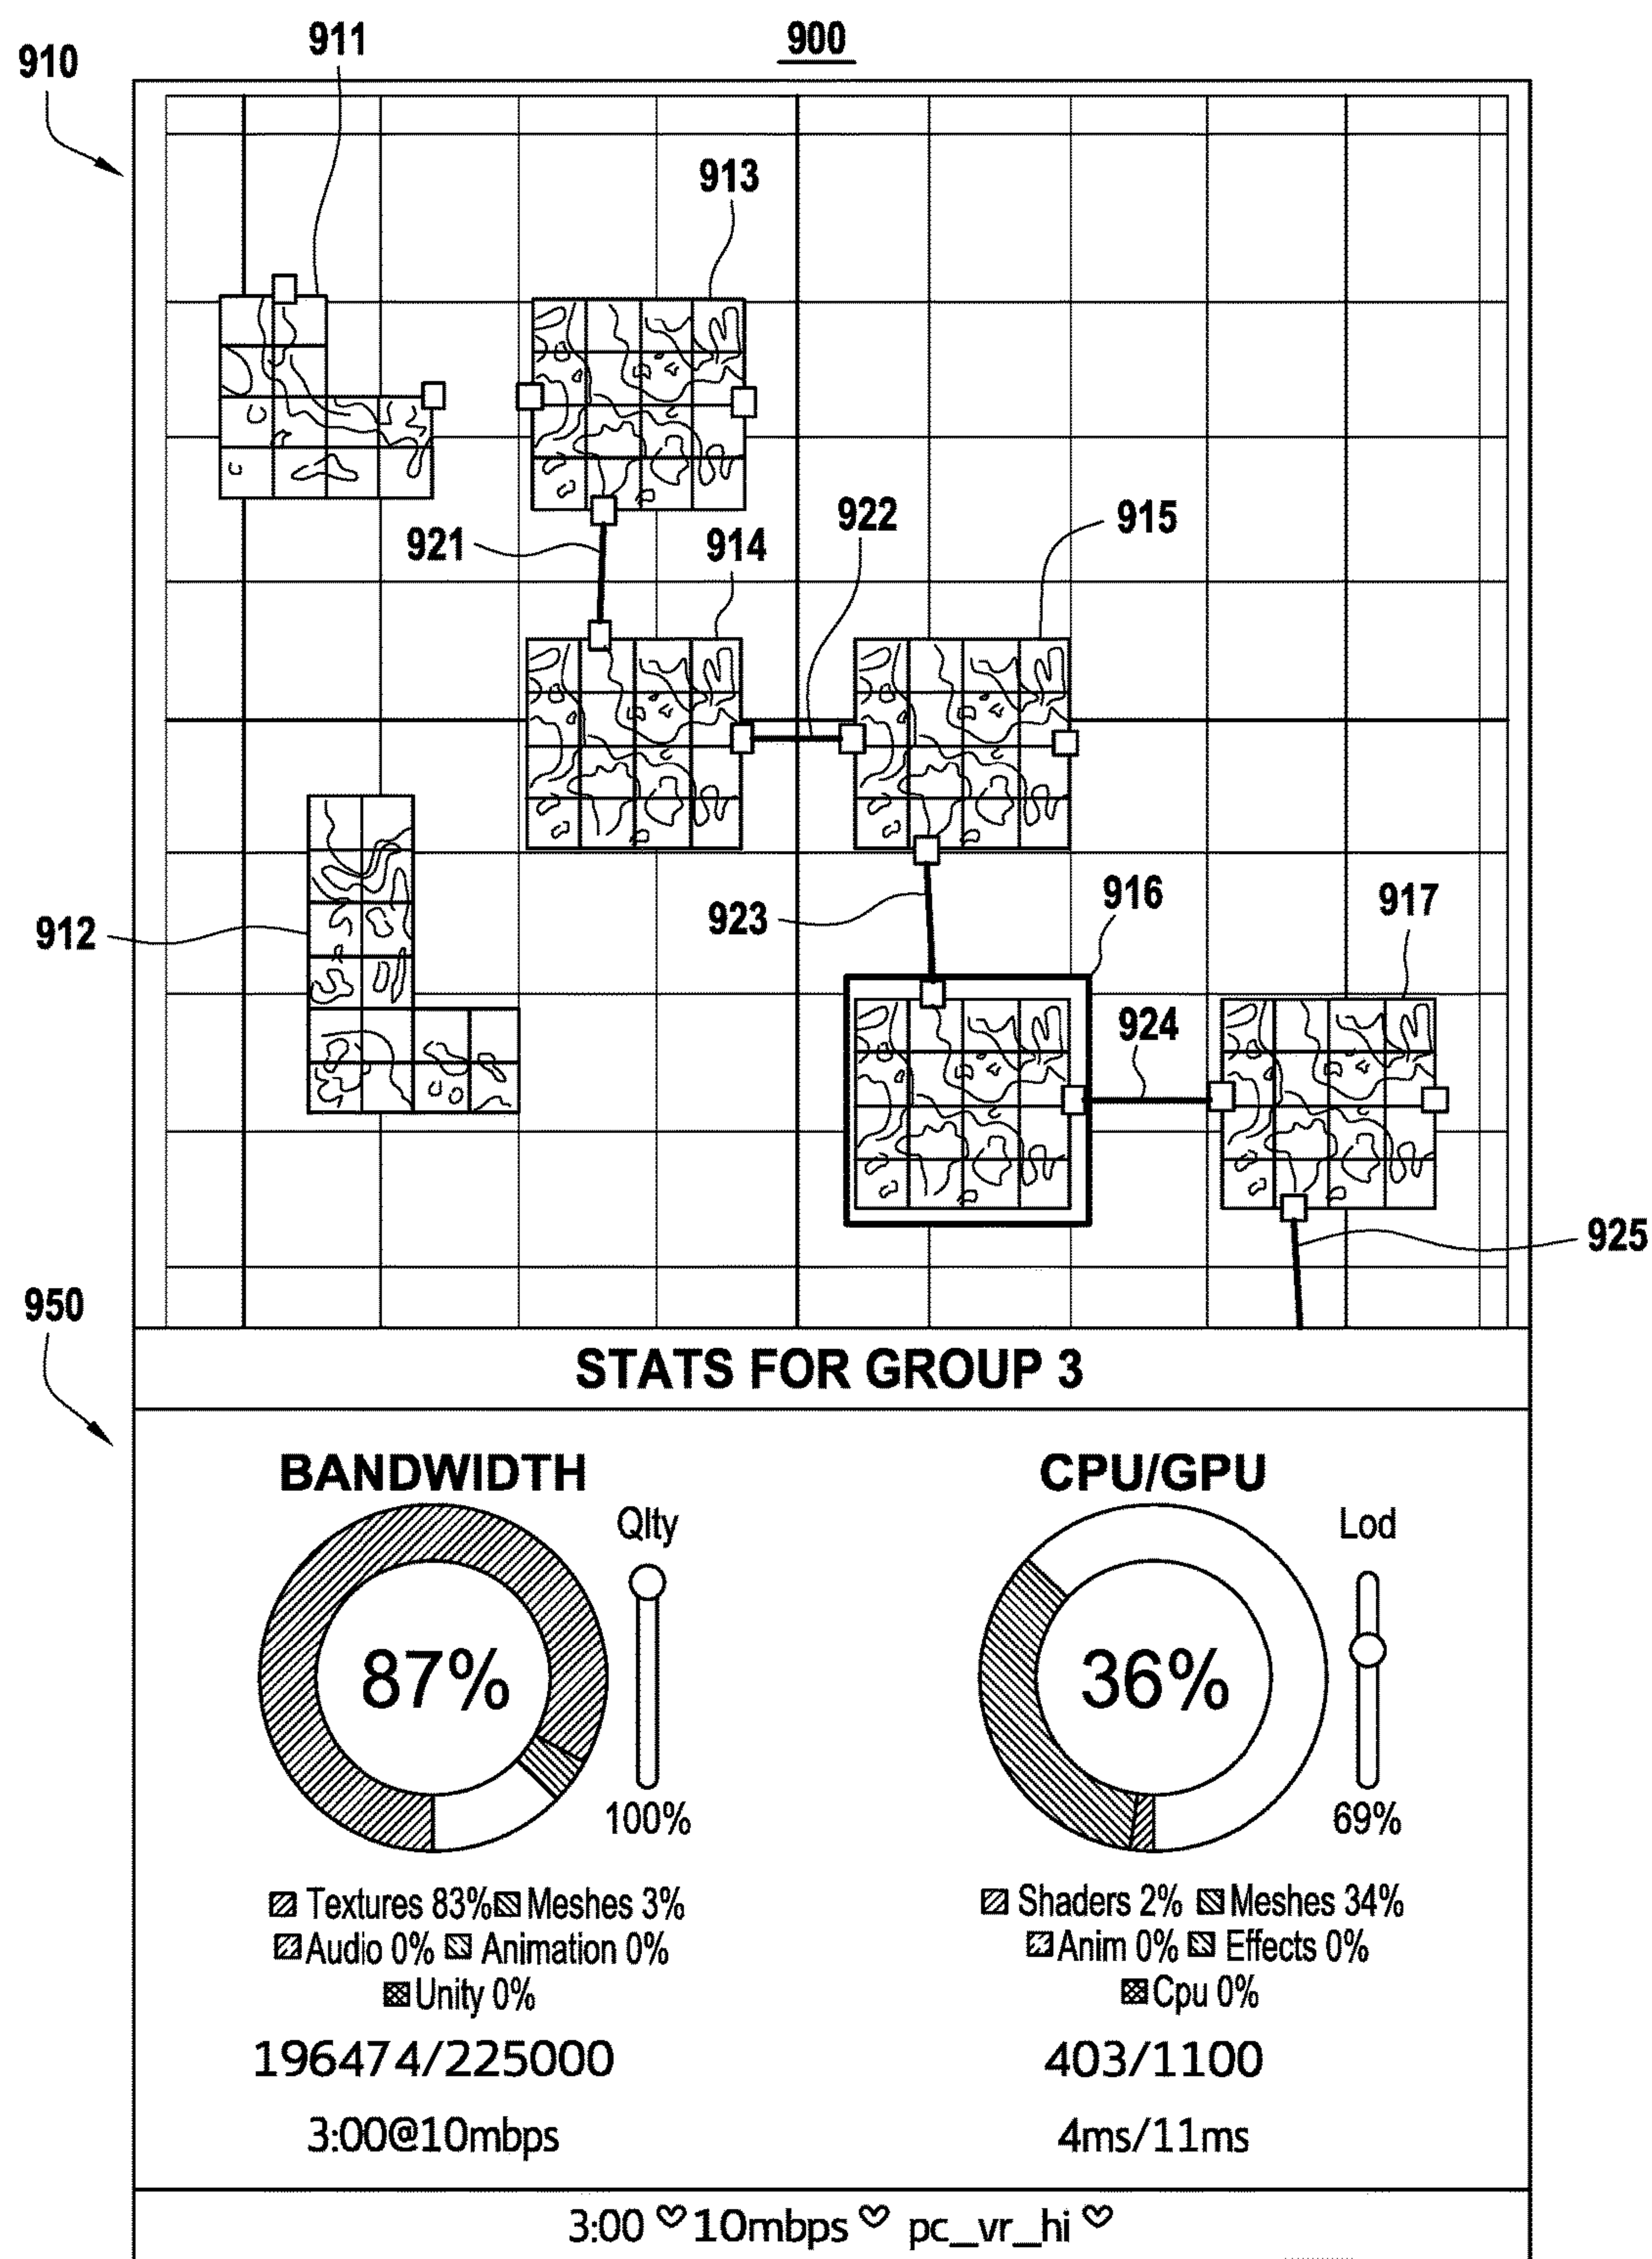 900
910
911
913
921
914
922
915
912
923
916
917
924
925
950
STATS FOR GROUP 3
BANDWIDTH
Qlty
87%
100%
Textures 83% Meshes 3%
Audio 0% Animation 0%
Unity 0%
196474/225000
3:00@10mbps
CPU/GPU
Lod
36%
69%
Shaders 2% Meshes 34%
Anim 0% Effects 0%
Cpu 0%
403/1100
4ms/11ms
3:00 ♡ 10mbps ♡ pc_vr_hi ♡